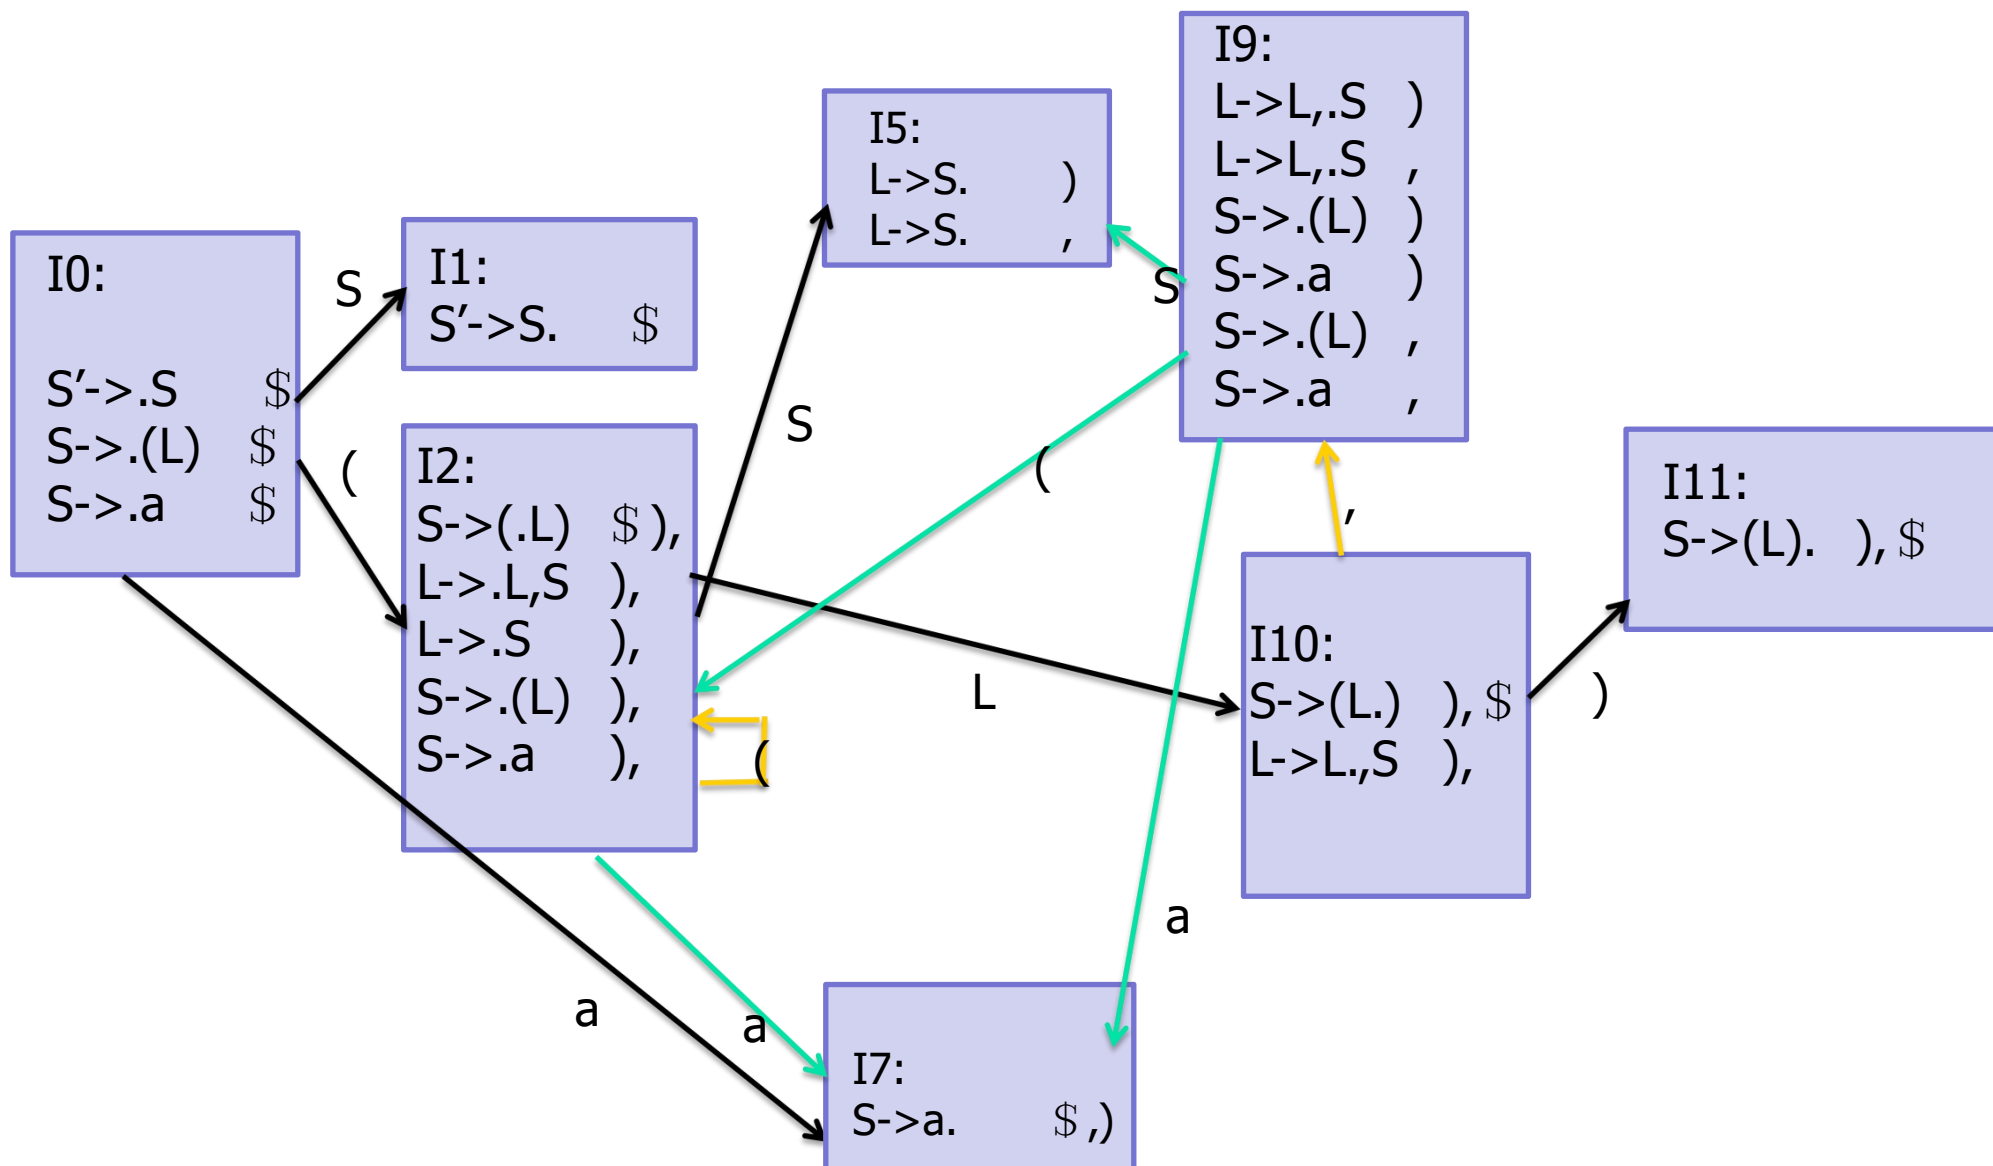 I0:
S’->.S $
S->.(L) $
S->.a $
S
(
a
I1:
S’->S. $
I2:
S->(.L) $ ),
L->.L,S ),
L->.S ),
S->.(L) ),
S->.a ),
S
L
(
a
I5:
L->S. )
L->S. ,
I9:
L->L,.S )
L->L,.S ,
S->.(L) )
S->.a )
S->.(L) ,
S->.a ,
S
(
a
,
I10:
S->(L.) ), $
L->L.,S ),
)
I11:
S->(L). ), $
I7:
S->a. $ ,)